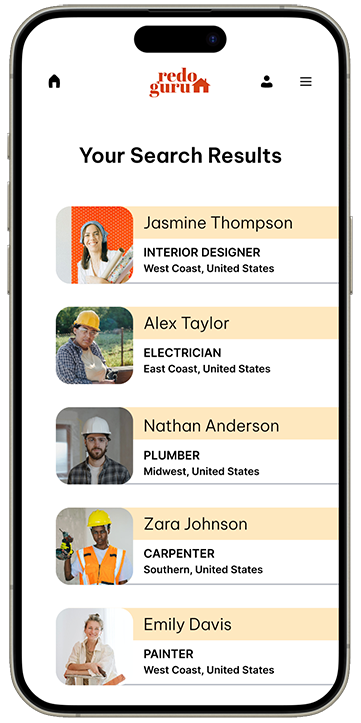 redo
guru
Your Search Results
Jasmine Thompson
INTERIOR DESIGNER
West Coast, United States
Alex Taylor
ELECTRICIAN
East Coast, United States
Nathan Anderson
PLUMBER
Midwest, United States
Zara Johnson
CARPENTER
Southern, United States
Emily Davis
PAINTER
West Coast, United States